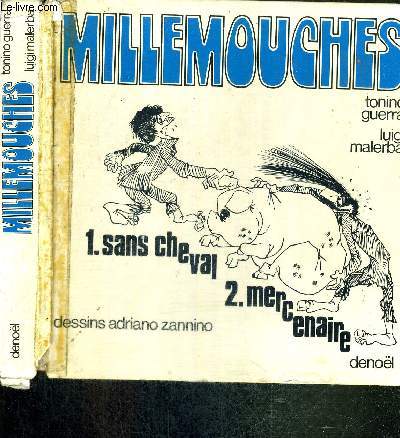 Le-livre.fr
tonino guerra
luigi malerba
MILLEMOUCHES
denoël
MILLEMOUCHES
tonino
guerra
luigi
malerba
1. sans cheval
2. mercenaire
dessins adriano zannino
denoël